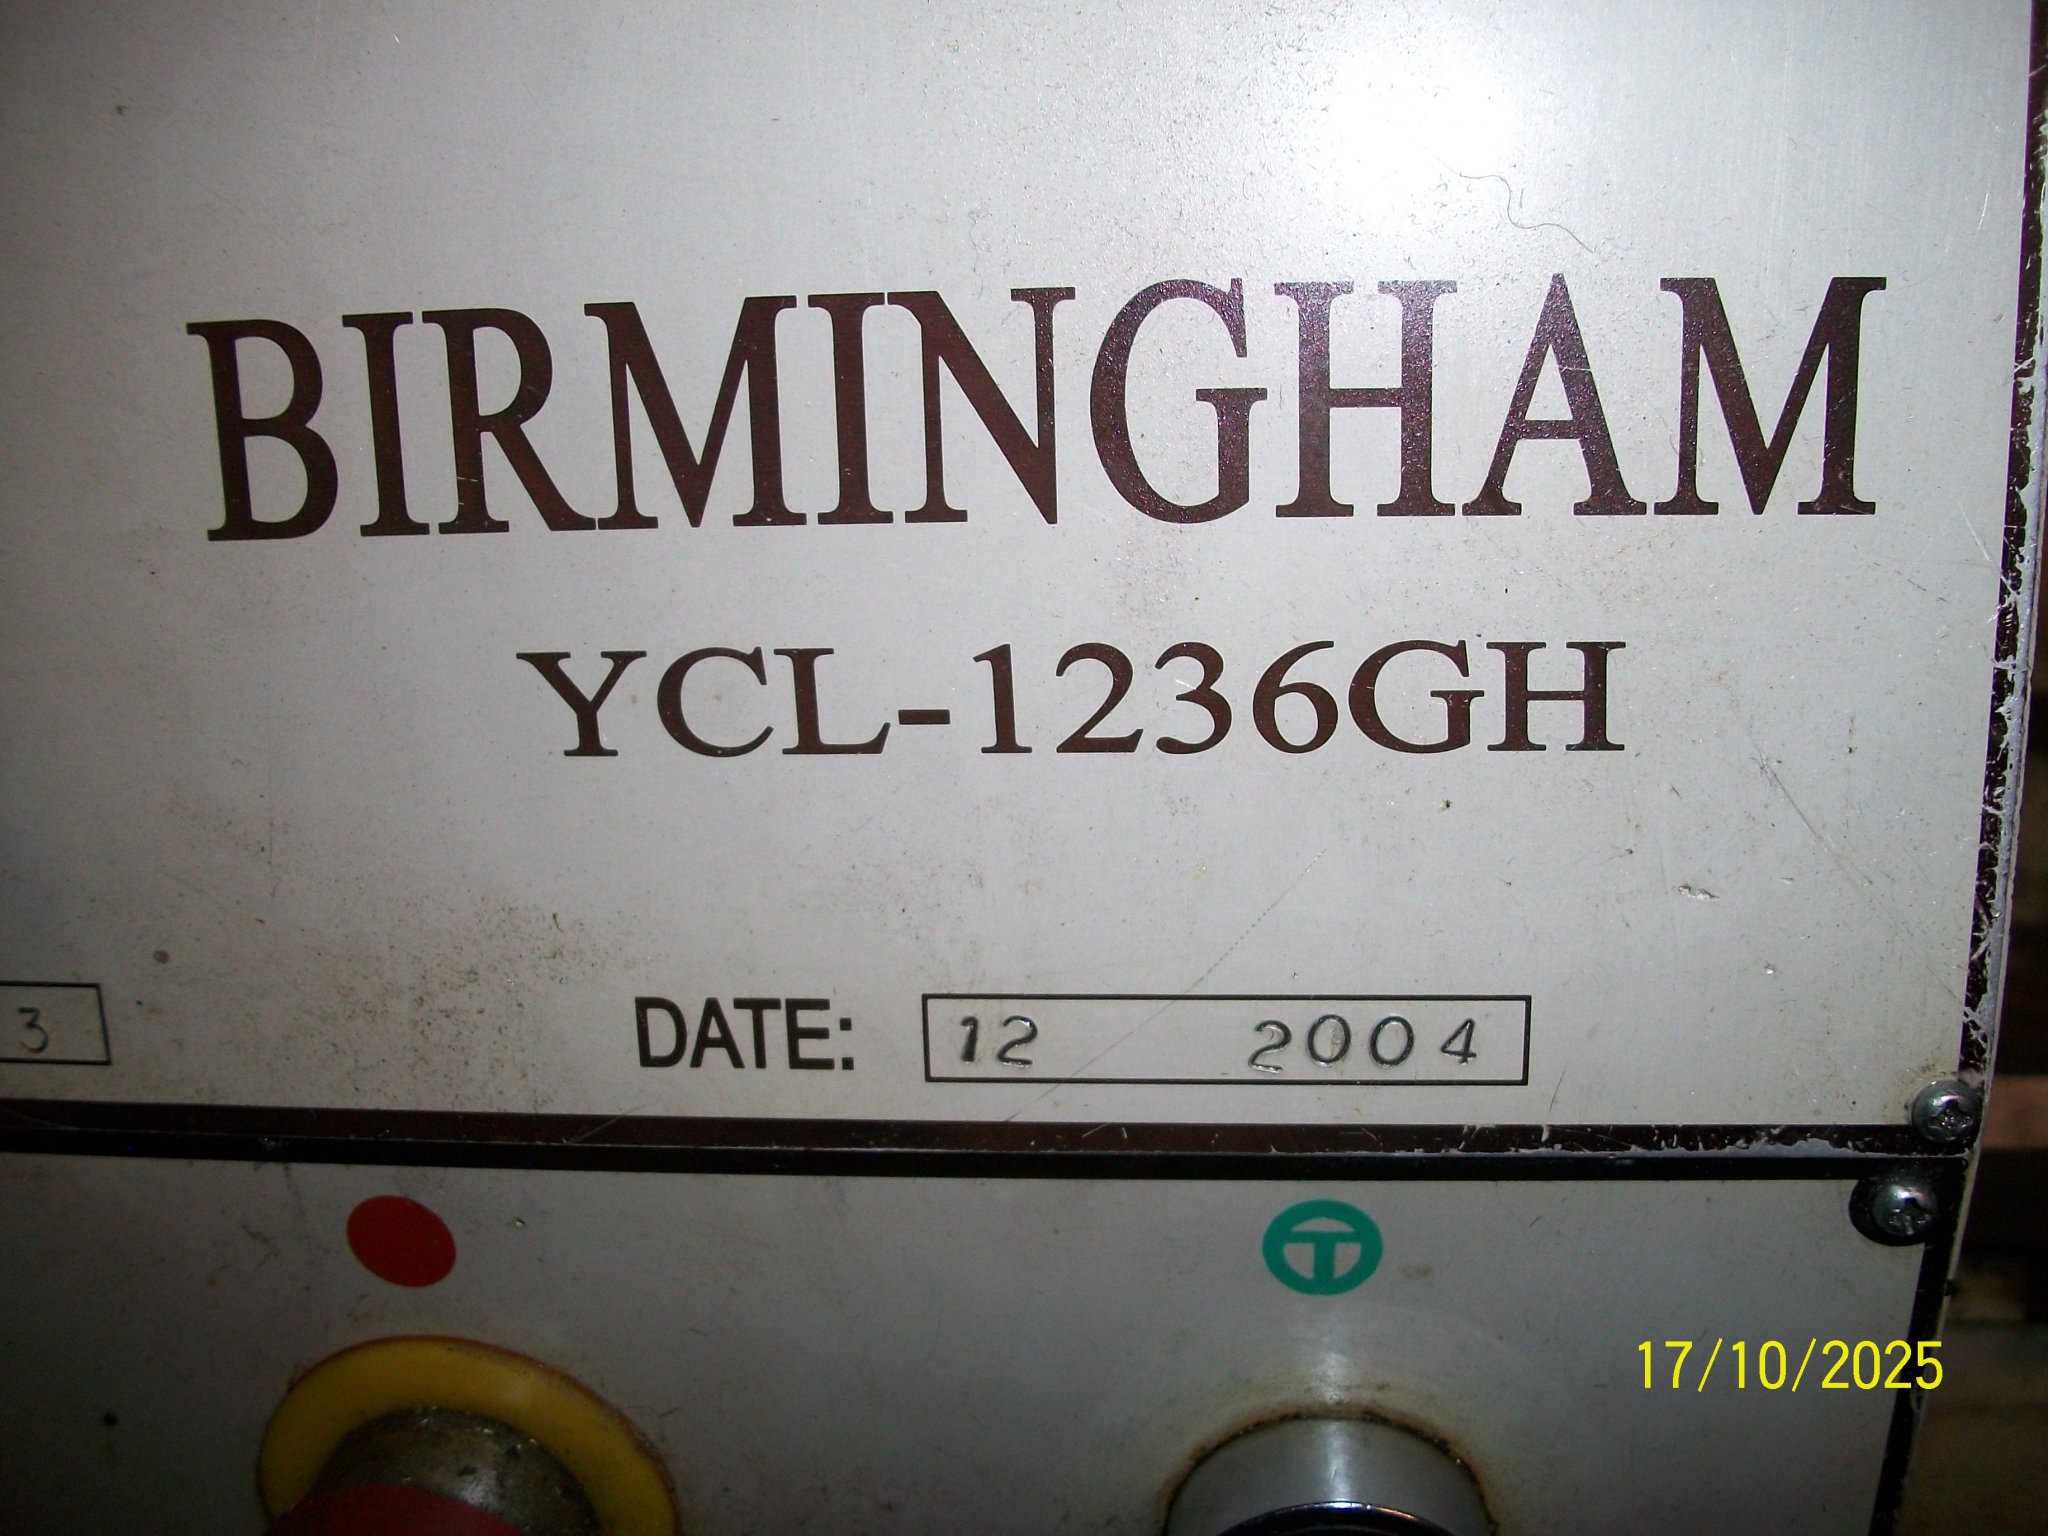 BIRMINGHAM
YCL-1236GH
3
DATE: 12 2004
17/10/2025